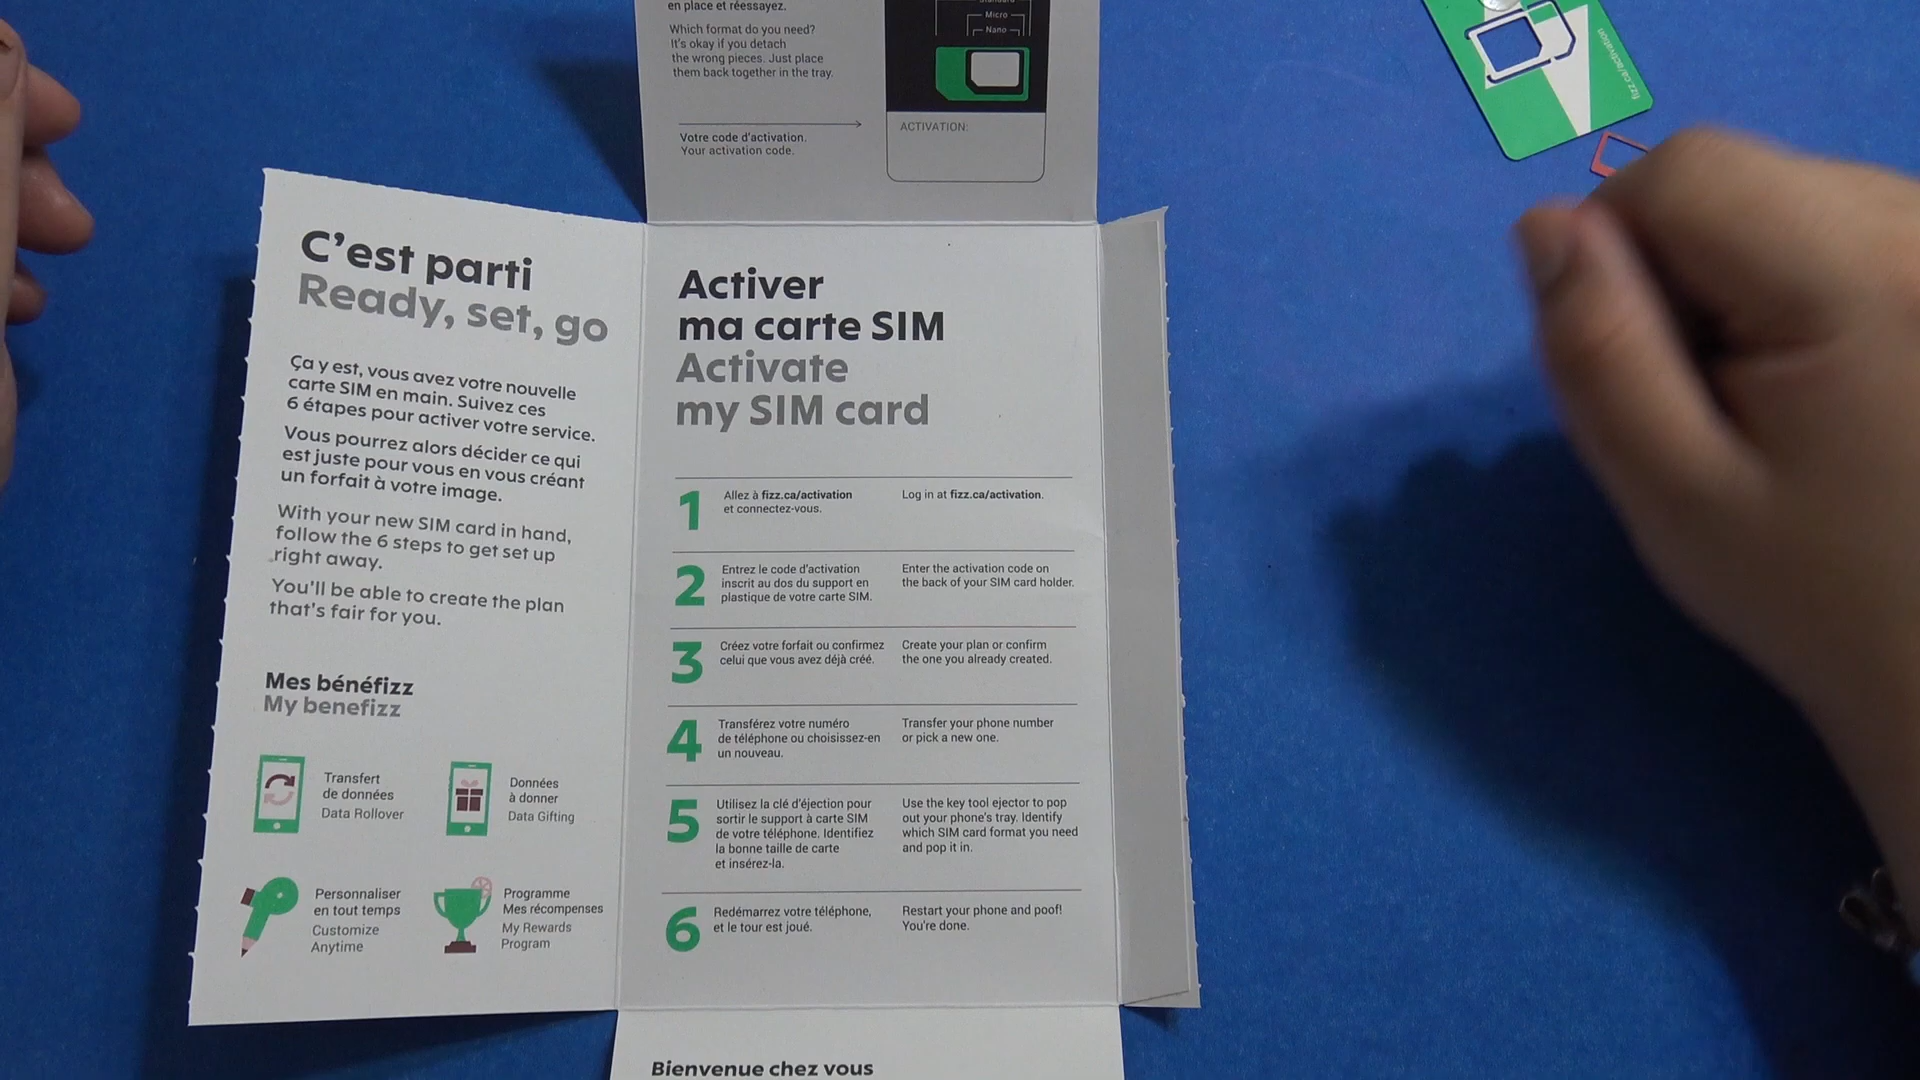 en place et réessayez.
Which format do you need?
It's okay if you detach
the wrong pieces. Just place
them back together in the tray.
Micro
Nano
Votre code d'activation.
Your activation code.
ACTIVATION:
fizz.ca/activation
C'est parti
Ready, set, go
Ça y est, vous avez votre nouvelle
carte SIM en main. Suivez ces
6 étapes pour activer votre service.
Vous pourrez alors décider ce qui
est juste pour vous en vous créant
un forfait à votre image.
With your new SIM card in hand,
follow the 6 steps to get set up
right away.
You'll be able to create the plan
that's fair for you.
Mes bénéfizz
My benefizz
Transfert
de données
Data Rollover
Données
à donner
Data Gifting
Personnaliser
en tout temps
Customize
Anytime
Programme
Mes récompenses
My Rewards
Program
Activer
ma carte SIM
Activate
my SIM card
1
Allez à fizz.ca/activation
et connectez-vous.
Log in at fizz.ca/activation.
2
Entrez le code d'activation
inscrit au dos du support en
plastique de votre carte SIM.
Enter the activation code on
the back of your SIM card holder.
3
Créez votre forfait ou confirmez
celui que vous avez déjà créé.
Create your plan or confirm
the one you already created.
4
Transférez votre numéro
de téléphone ou choisissez-en
un nouveau.
Transfer your phone number
or pick a new one.
5
Utilisez la clé d'éjection pour
sortir le support à carte SIM
de votre téléphone. Identifiez
la bonne taille de carte
et insérez-la.
Use the key tool ejector to pop
out your phone's tray. Identify
which SIM card format you need
and pop it in.
6
Redémarrez votre téléphone,
et le tour est joué.
Restart your phone and poof!
You're done.
Bienvenue chez vous